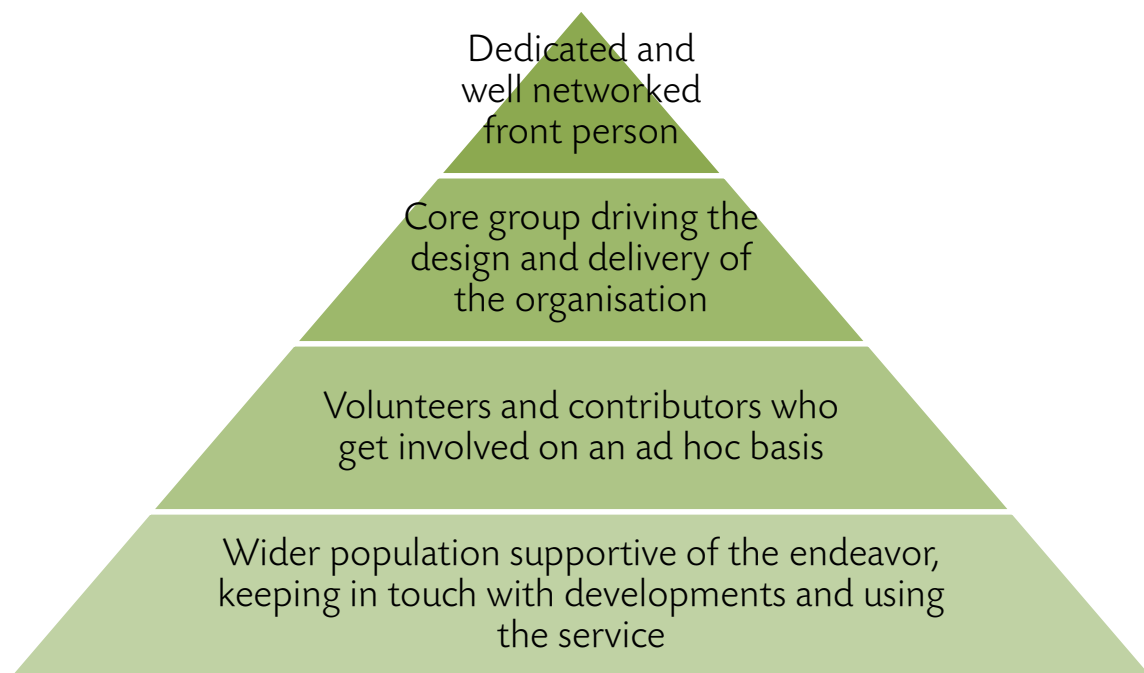 Dedicated and
well networked
front person
Core group driving the
design and delivery of
the organisation
Volunteers and contributors who
get involved on an ad hoc basis
Wider population supportive of the endeavor,
keeping in touch with developments and using
the service